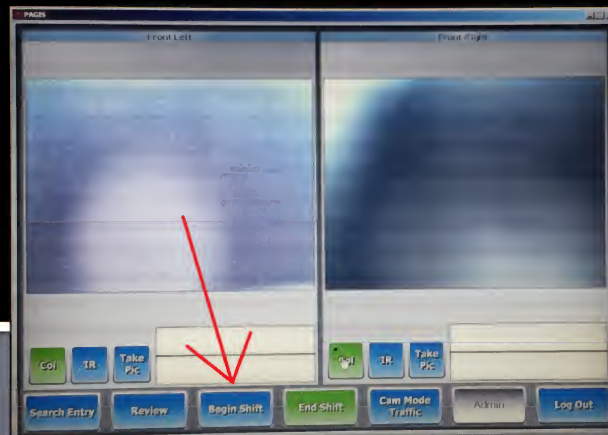 PAGIS
Front Left
Front Right
Col
IR
Take
Pic
Col
IR
Take
Pic
Search Entry
Review
Begin Shift
End Shift
Cam Mode
Traffic
Admin
Log Out